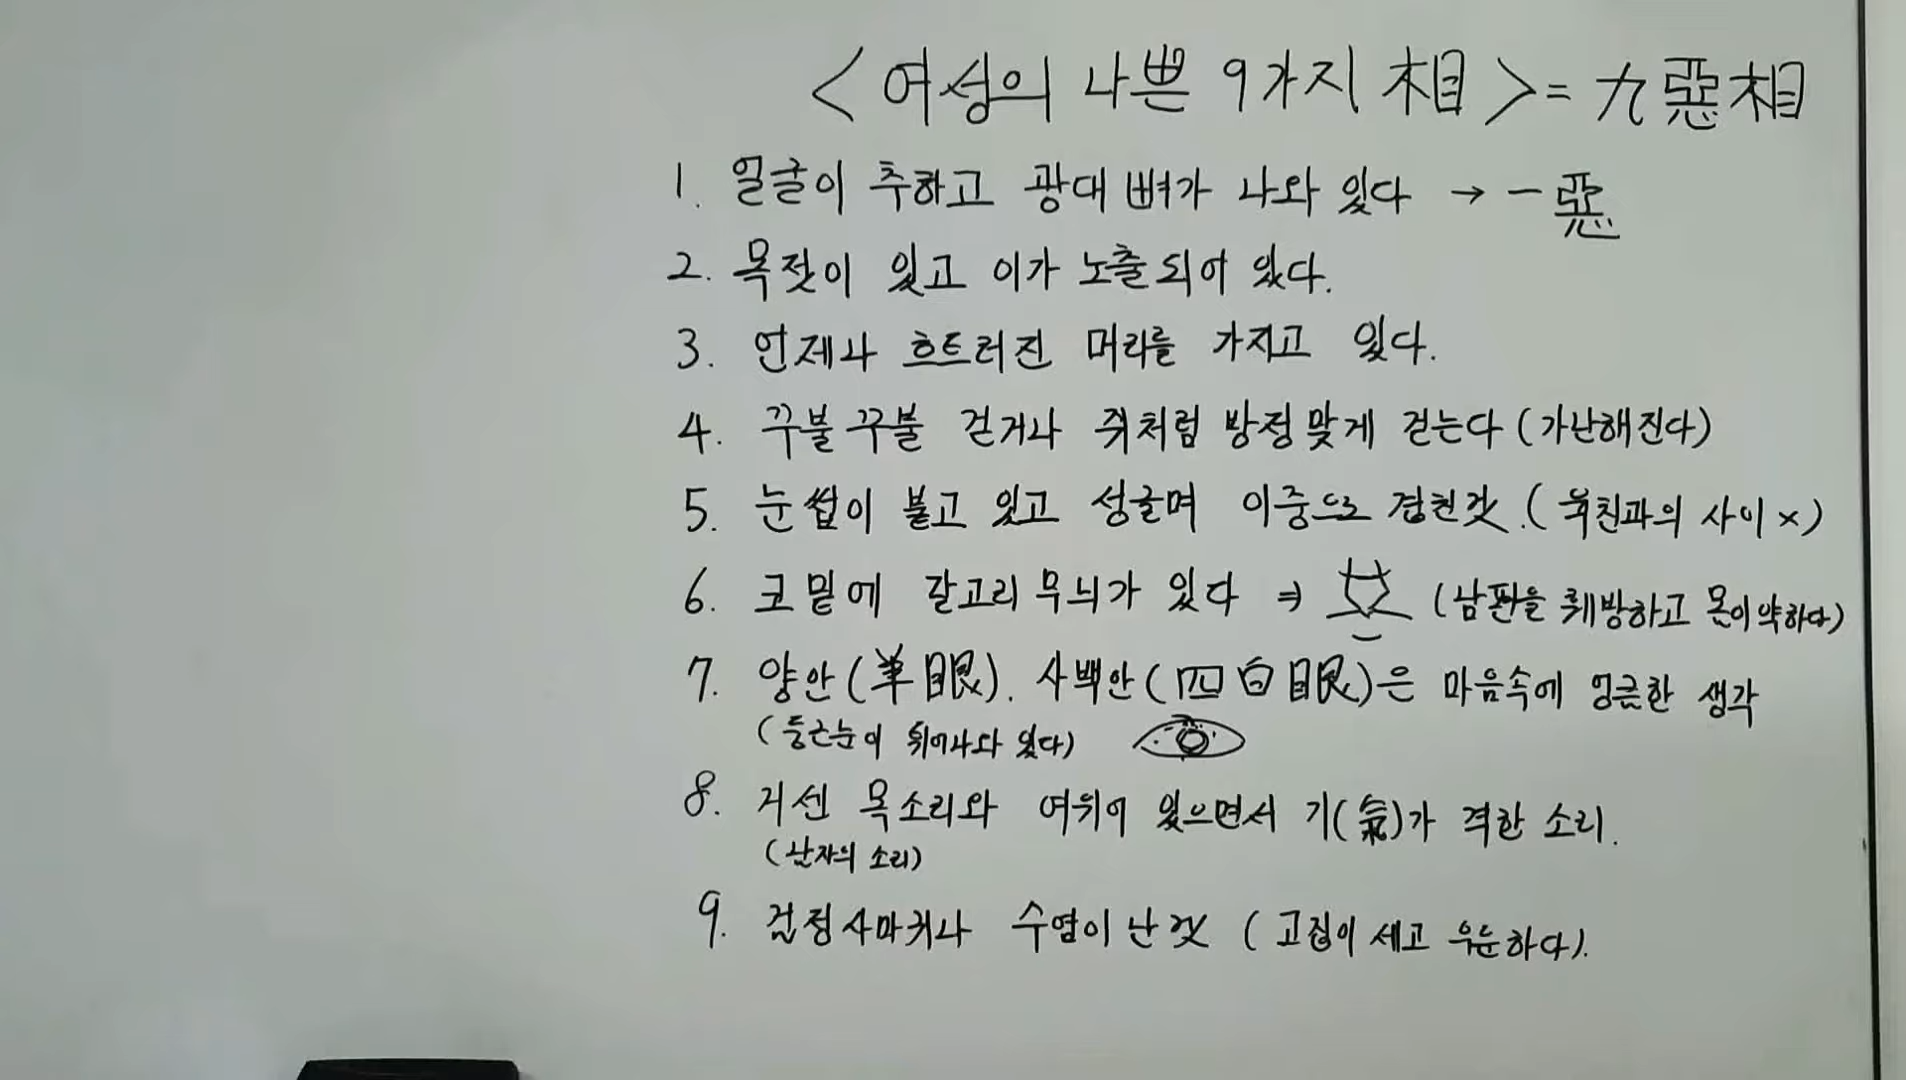 <여성의 나쁜 9가지 相> = 九惡相
1. 얼굴이 추하고 광대뼈가 나와 있다 → 一惡
2. 목젖이 있고 이가 노출되어 있다.
3. 언제나 흐트러진 머리를 가지고 있다.
4. 꾸불꾸불 걷거나 쥐처럼 방정맞게 걷는다 (가난해진다)
5. 눈썹이 붙고 있고 성글며 이중으로 겹친것. (육친과의 사이 ×)
6. 코 밑에 갈고리 무늬가 있다 ⇒ (남편을 훼방하고 몸이 약하다)
7. 양안(羊眼). 사백안(四白眼)은 마음속에 엉큼한 생각
(둥근눈이 튀어나와 있다)
8. 거센 목소리와 여위어 있으면서 기(氣)가 격한 소리.
(남자의 소리)
9. 검정사마귀나 수염이 난것 (고집이 세고 우둔하다).